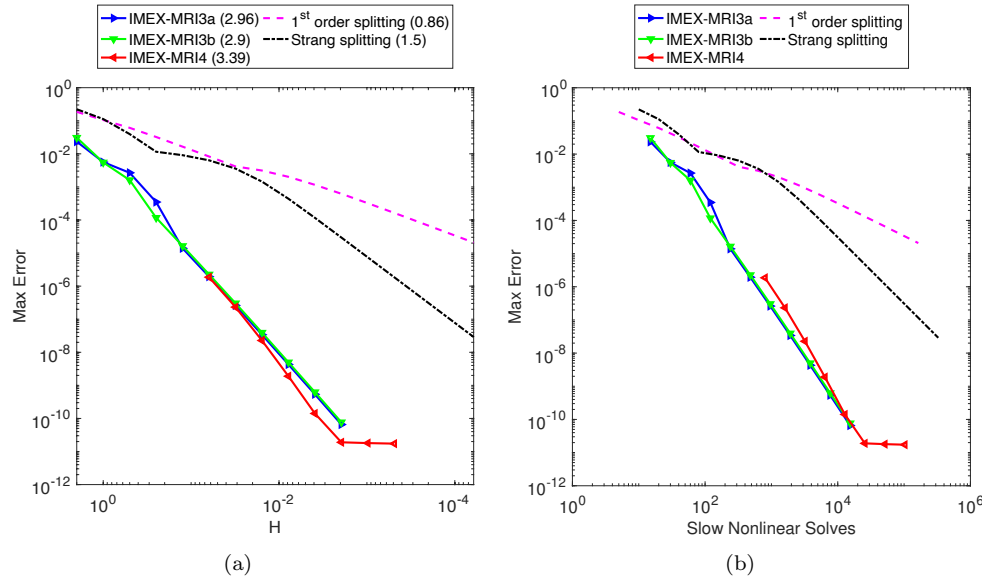 IMEX-MRI3a (2.96)
1st order splitting (0.86)
IMEX-MRI3b (2.9)
Strang splitting (1.5)
IMEX-MRI4 (3.39)
10^0
10^-2
10^-4
10^-6
10^-8
10^-10
10^-12
Max Error
10^0
10^-2
10^-4
H
(a)
IMEX-MRI3a
1st order splitting
IMEX-MRI3b
Strang splitting
IMEX-MRI4
10^0
10^-2
10^-4
10^-6
10^-8
10^-10
10^-12
Max Error
10^0
10^2
10^4
10^6
Slow Nonlinear Solves
(b)